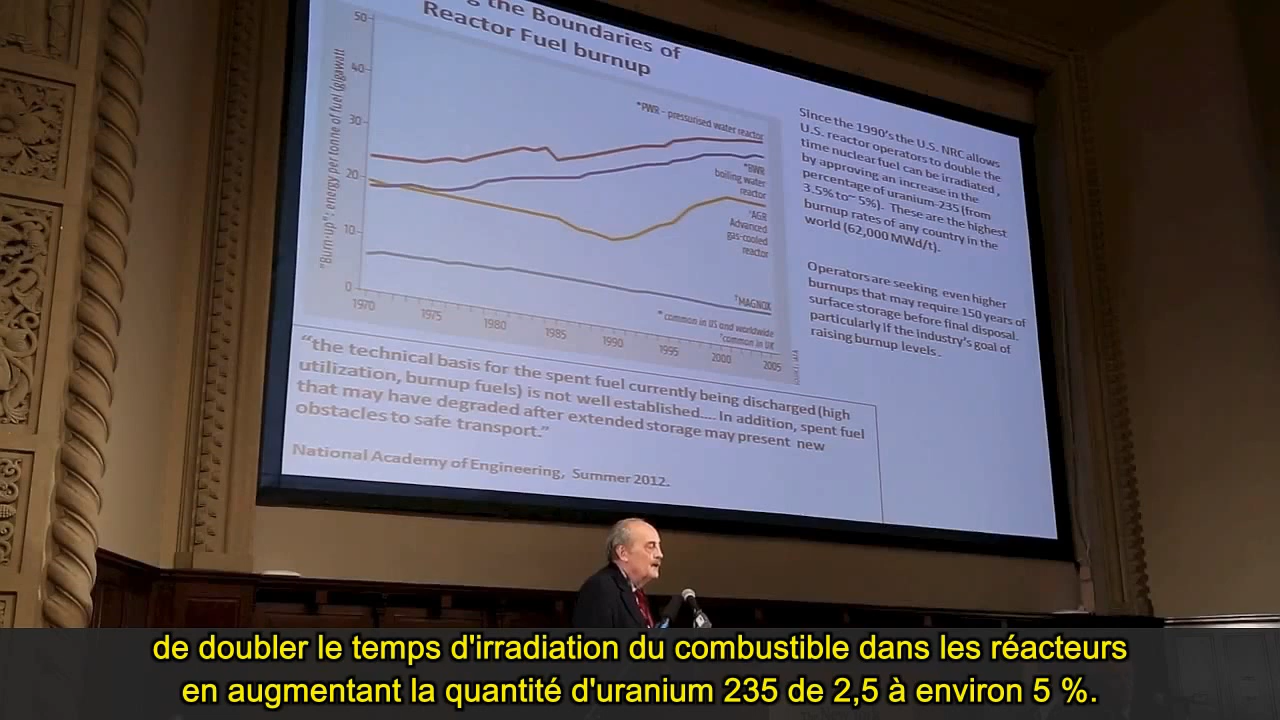 the Boundaries of
Reactor Fuel burnup
50
40
30
20
10
0
"Burn-up": energy per tonne of fuel (gigawatt
1970
1975
1980
1985
1990
1995
2000
2005
*PWR – pressurised water reactor
*BWR
boiling water
reactor
†AGR
Advanced
gas-cooled
reactor
†MAGNOX
* common in US and worldwide
†common in UK
Since the 1990's the U.S. NRC allows
U.S. reactor operators to double the
time nuclear fuel can be irradiated ,
by approving an increase in the
percentage of uranium-235 (from
3.5% to~ 5%). These are the highest
burnup rates of any country in the
world (62,000 MWd/t).
Operators are seeking even higher
burnups that may require 150 years of
surface storage before final disposal.
particularly if the industry's goal of
raising burnup levels .
"the technical basis for the spent fuel currently being discharged (high
utilization, burnup fuels) is not well established.... In addition, spent fuel
that may have degraded after extended storage may present new
obstacles to safe transport."
National Academy of Engineering, Summer 2012.
de doubler le temps d'irradiation du combustible dans les réacteurs
en augmentant la quantité d'uranium 235 de 2,5 à environ 5 %.